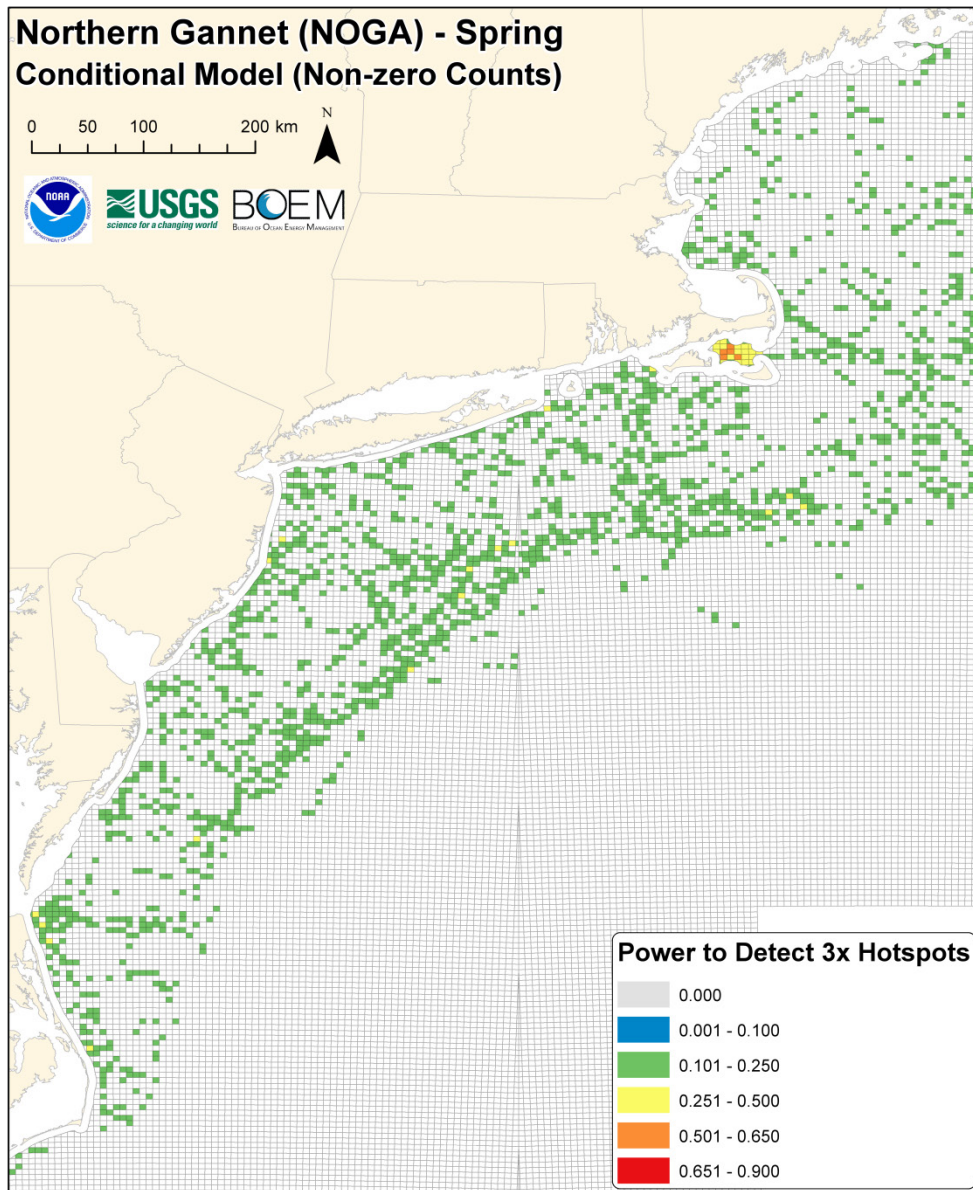 Northern Gannet (NOGA) - Spring
Conditional Model (Non-zero Counts)
0 50 100 200 km
N
NOAA
USGS
science for a changing world
BOEM
BUREAU OF OCEAN ENERGY MANAGEMENT
Power to Detect 3x Hotspots
0.000
0.001 - 0.100
0.101 - 0.250
0.251 - 0.500
0.501 - 0.650
0.651 - 0.900